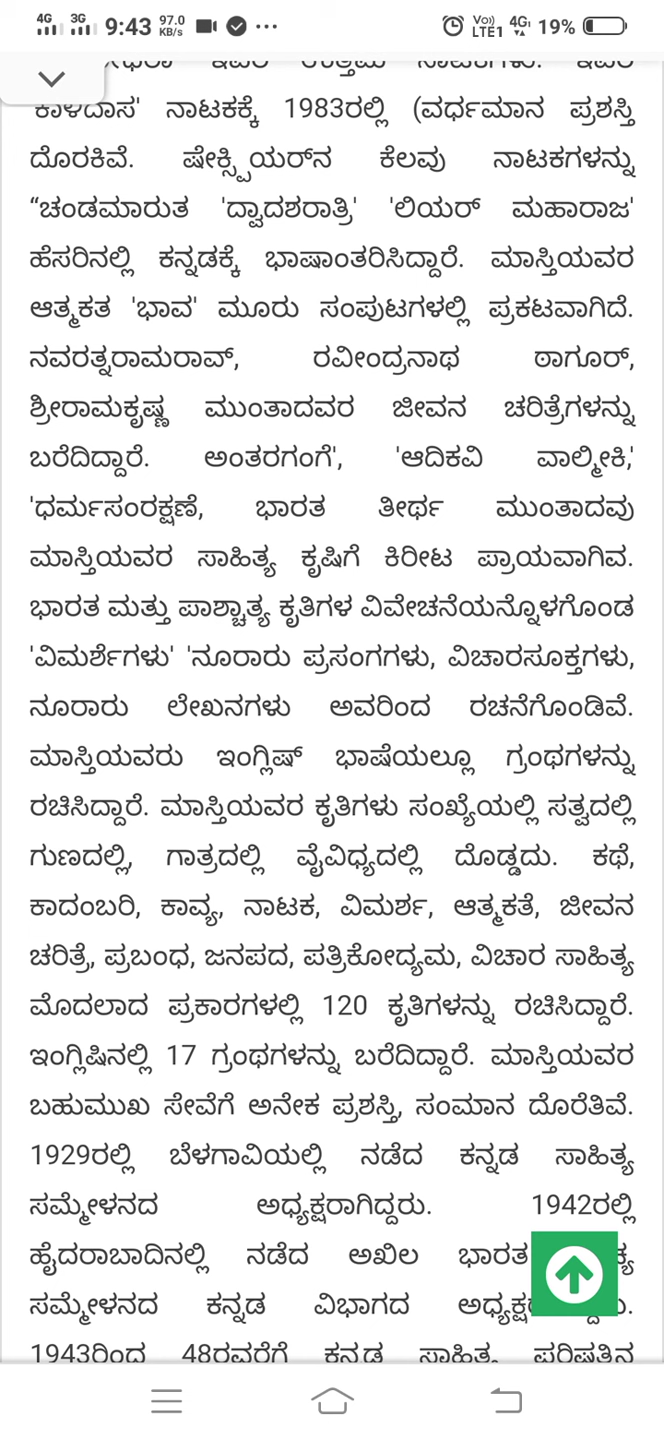 4G 3G 9:43 97.0 KB/s ••• Vo)) LTE1 4G 19%
ಕಾಳಿದಾಸ' ನಾಟಕಕ್ಕೆ 1983ರಲ್ಲಿ (ವರ್ಧಮಾನ ಪ್ರಶಸ್ತಿ
ದೊರಕಿವೆ. ಷೇಕ್ಸ್ಪಿಯರ್‌ನ ಕೆಲವು ನಾಟಕಗಳನ್ನು
“ಚಂಡಮಾರುತ 'ದ್ವಾದಶರಾತ್ರಿ' 'ಲಿಯರ್ ಮಹಾರಾಜ'
ಹೆಸರಿನಲ್ಲಿ ಕನ್ನಡಕ್ಕೆ ಭಾಷಾಂತರಿಸಿದ್ದಾರೆ. ಮಾಸ್ತಿಯವರ
ಆತ್ಮಕತ 'ಭಾವ' ಮೂರು ಸಂಪುಟಗಳಲ್ಲಿ ಪ್ರಕಟವಾಗಿದೆ.
ನವರತ್ನರಾಮರಾವ್, ರವೀಂದ್ರನಾಥ ಠಾಗೂರ್,
ಶ್ರೀರಾಮಕೃಷ್ಣ ಮುಂತಾದವರ ಜೀವನ ಚರಿತ್ರೆಗಳನ್ನು
ಬರೆದಿದ್ದಾರೆ. ಅಂತರಗಂಗೆ', 'ಆದಿಕವಿ ವಾಲ್ಮೀಕಿ,'
'ಧರ್ಮಸಂರಕ್ಷಣೆ, ಭಾರತ ತೀರ್ಥ ಮುಂತಾದವು
ಮಾಸ್ತಿಯವರ ಸಾಹಿತ್ಯ ಕೃಷಿಗೆ ಕಿರೀಟ ಪ್ರಾಯವಾಗಿವ.
ಭಾರತ ಮತ್ತು ಪಾಶ್ಚಾತ್ಯ ಕೃತಿಗಳ ವಿವೇಚನೆಯನ್ನೊಳಗೊಂಡ
'ವಿಮರ್ಶೆಗಳು' 'ನೂರಾರು ಪ್ರಸಂಗಗಳು, ವಿಚಾರಸೂಕ್ತಗಳು,
ನೂರಾರು ಲೇಖನಗಳು ಅವರಿಂದ ರಚನೆಗೊಂಡಿವೆ.
ಮಾಸ್ತಿಯವರು ಇಂಗ್ಲಿಷ್ ಭಾಷೆಯಲ್ಲೂ ಗ್ರಂಥಗಳನ್ನು
ರಚಿಸಿದ್ದಾರೆ. ಮಾಸ್ತಿಯವರ ಕೃತಿಗಳು ಸಂಖ್ಯೆಯಲ್ಲಿ ಸತ್ವದಲ್ಲಿ
ಗುಣದಲ್ಲಿ, ಗಾತ್ರದಲ್ಲಿ ವೈವಿಧ್ಯದಲ್ಲಿ ದೊಡ್ಡದು. ಕಥೆ,
ಕಾದಂಬರಿ, ಕಾವ್ಯ, ನಾಟಕ, ವಿಮರ್ಶ, ಆತ್ಮಕತೆ, ಜೀವನ
ಚರಿತ್ರೆ, ಪ್ರಬಂಧ, ಜನಪದ, ಪತ್ರಿಕೋದ್ಯಮ, ವಿಚಾರ ಸಾಹಿತ್ಯ
ಮೊದಲಾದ ಪ್ರಕಾರಗಳಲ್ಲಿ 120 ಕೃತಿಗಳನ್ನು ರಚಿಸಿದ್ದಾರೆ.
ಇಂಗ್ಲಿಷಿನಲ್ಲಿ 17 ಗ್ರಂಥಗಳನ್ನು ಬರೆದಿದ್ದಾರೆ. ಮಾಸ್ತಿಯವರ
ಬಹುಮುಖ ಸೇವೆಗೆ ಅನೇಕ ಪ್ರಶಸ್ತಿ, ಸಂಮಾನ ದೊರೆತಿವೆ.
1929ರಲ್ಲಿ ಬೆಳಗಾವಿಯಲ್ಲಿ ನಡೆದ ಕನ್ನಡ ಸಾಹಿತ್ಯ
ಸಮ್ಮೇಳನದ ಅಧ್ಯಕ್ಷರಾಗಿದ್ದರು. 1942ರಲ್ಲಿ
ಹೈದರಾಬಾದಿನಲ್ಲಿ ನಡೆದ ಅಖಿಲ ಭಾರತ
ಸಮ್ಮೇಳನದ ಕನ್ನಡ ವಿಭಾಗದ
1943ರಿಂದ 48ರವರೆಗೆ ಕನ್ನಡ ಸಾಹಿತ್ಯ ಪರಿಷತ್ತಿನ